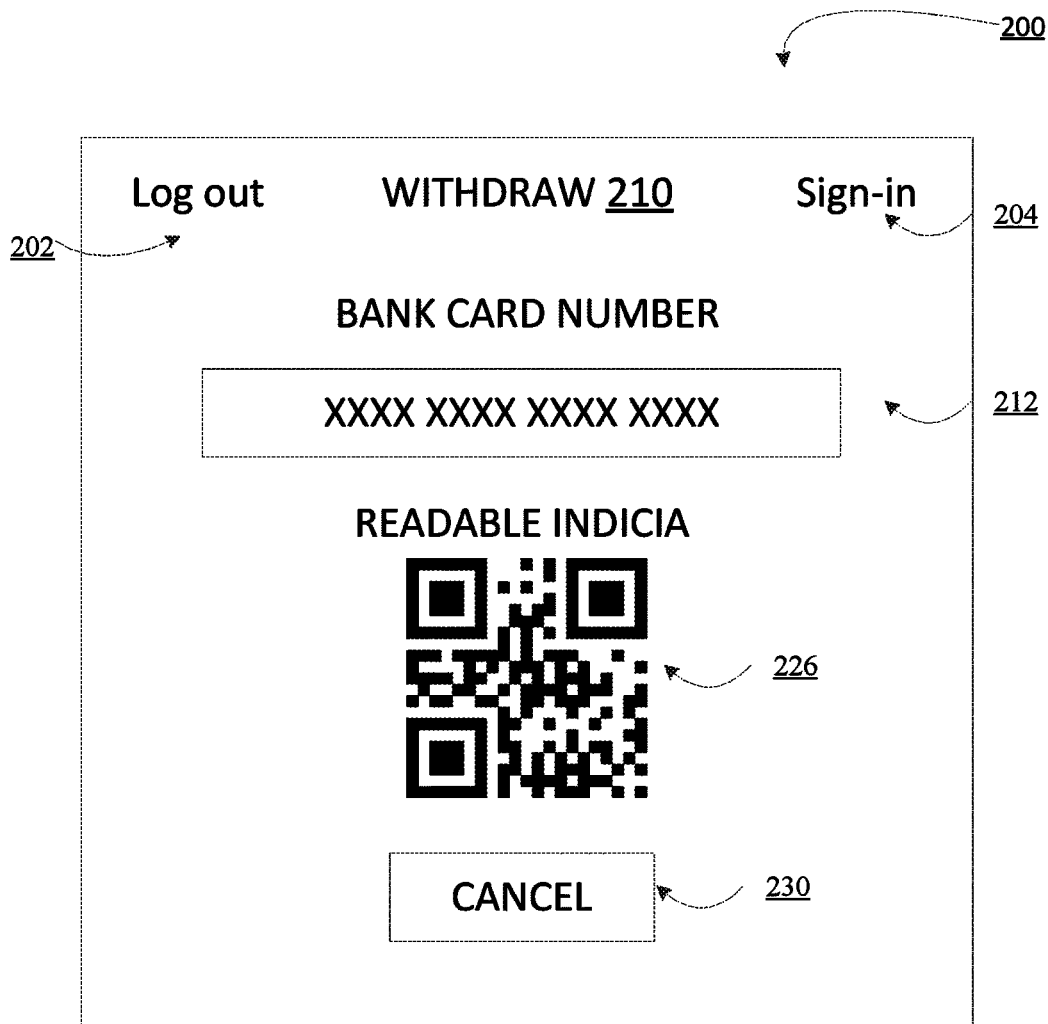 200
Log out WITHDRAW 210 Sign-in
202
204
BANK CARD NUMBER
XXXX XXXX XXXX XXXX
212
READABLE INDICIA
226
CANCEL
230